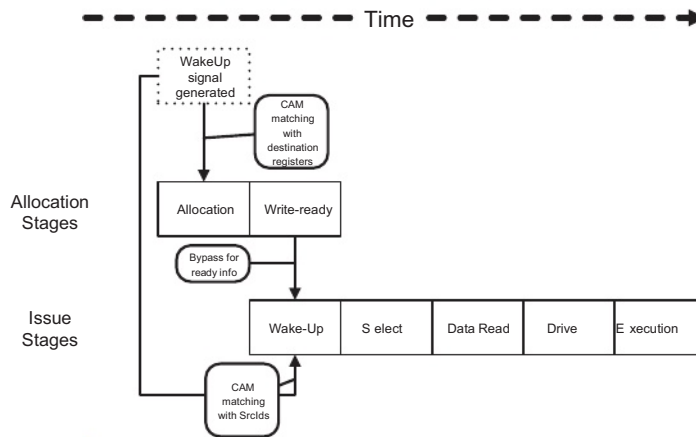 Time
WakeUp
signal
generated
CAM
matching
with
destination
registers
Allocation
Stages
Allocation
Write-ready
Bypass for
ready info
Issue
Stages
Wake-Up
S elect
Data Read
Drive
E xecution
CAM
matching
with SrcIds